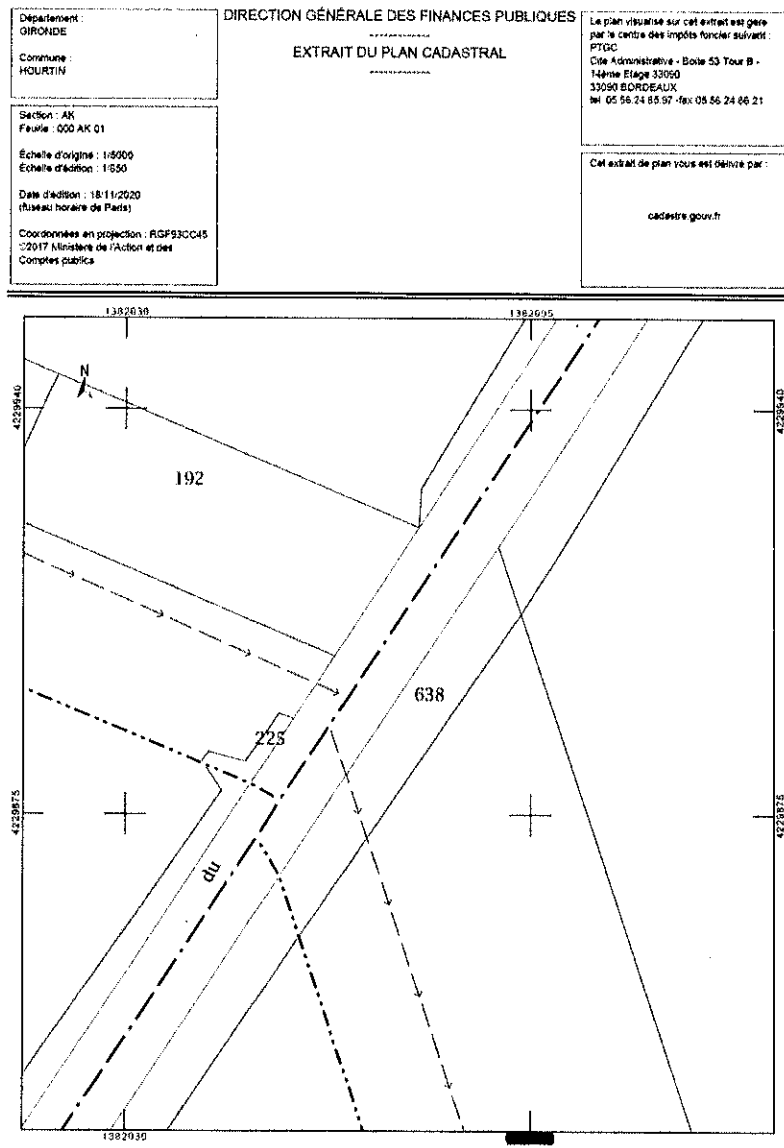 Département :
GIRONDE
Commune :
HOURTIN
Section : AK
Feuille : 000 AK 01
Échelle d'origine : 1/5000
Échelle d'édition : 1/650
Date d'édition : 18/11/2020
(fuseau horaire de Paris)
Coordonnées en projection : RGF93CC45
©2017 Ministère de l'Action et des
Comptes publics
DIRECTION GÉNÉRALE DES FINANCES PUBLIQUES
EXTRAIT DU PLAN CADASTRAL
Le plan visualisé sur cet extrait est géré
par le centre des impôts foncier suivant :
PTGC
Cité Administrative - Boite 53 Tour B -
14ème Etage 33090
33090 BORDEAUX
tél. 05 56 24 85 97 -fax 05 56 24 86 21
Cet extrait de plan vous est délivré par :
cadastre.gouv.fr
1382030
1382095
4229940
4229940
N
192
638
225
4229875
4229875
du
1382030